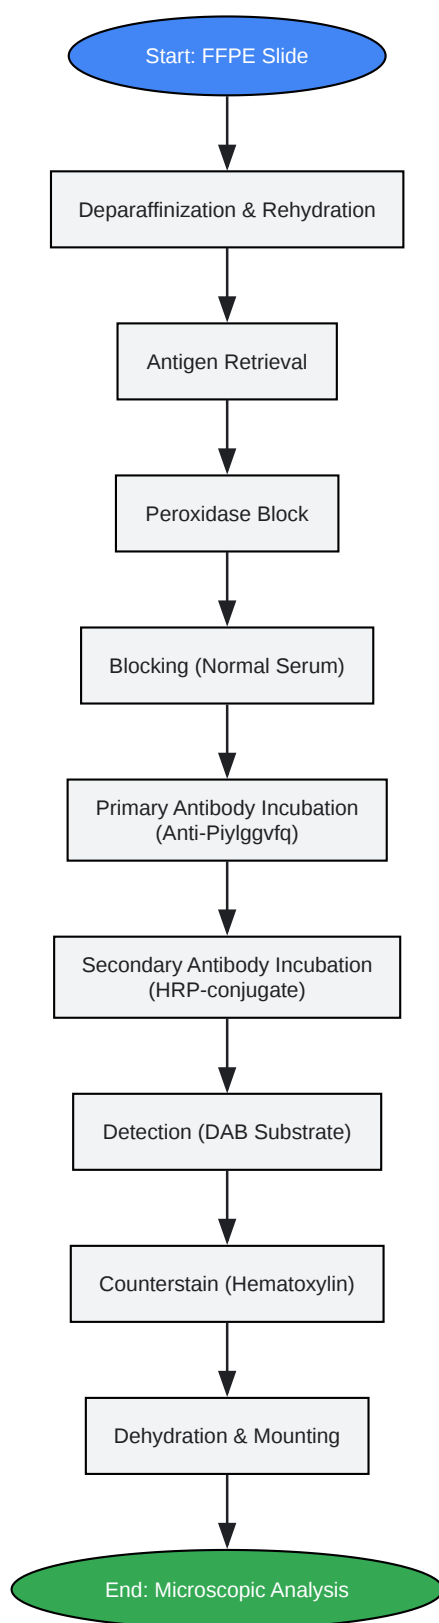 Start: FFPE Slide
Deparaffinization & Rehydration
Antigen Retrieval
Peroxidase Block
Blocking (Normal Serum)
Primary Antibody Incubation
(Anti-Piylggvfq)
Secondary Antibody Incubation
(HRP-conjugate)
Detection (DAB Substrate)
Counterstain (Hematoxylin)
Dehydration & Mounting
End: Microscopic Analysis